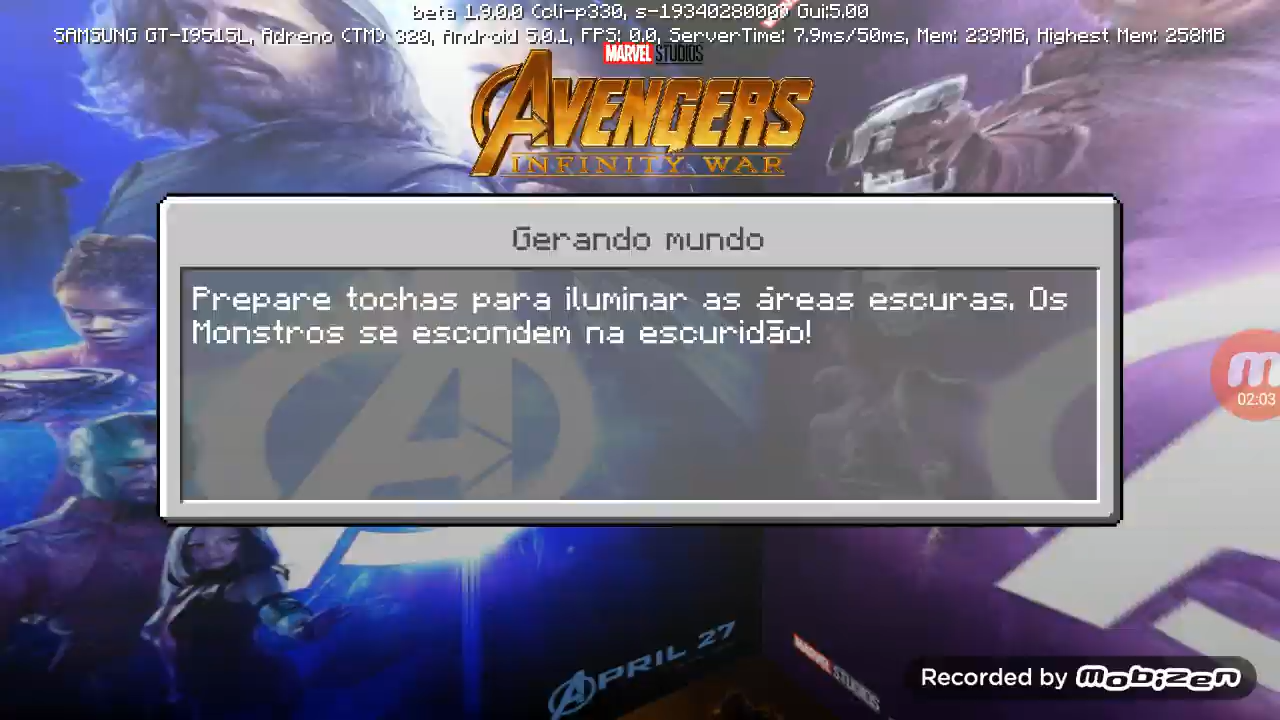 beta 1.9.0.0 (cli-p330, s-1934028000) Gui:5.00
SAMSUNG GT-I9515L, Adreno (TM) 320, Android 5.0.1, FPS: 0.0, ServerTime: 7.9ms/50ms, Mem: 239MB, Highest Mem: 258MB
MARVEL STUDIOS
AVENGERS
INFINITY WAR
Gerando mundo
Prepare tochas para iluminar as áreas escuras. Os
Monstros se escondem na escuridão!
m
02:03
APRIL 27
MARVEL STUDIOS
Recorded by mobizen